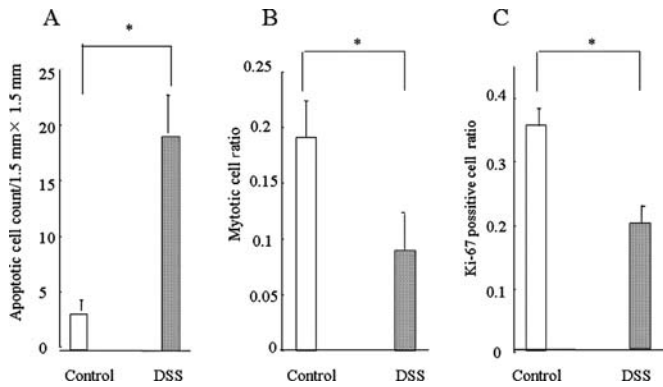 A
*
Apoptotic cell count/1.5 mm× 1.5 mm
25
20
15
10
5
0
Control DSS
B
*
Mytotic cell ratio
0.25
0.2
0.15
0.1
0.05
0
Control DSS
C
*
Ki-67 possitive cell ratio
0.4
0.3
0.2
0.1
0
Control DSS